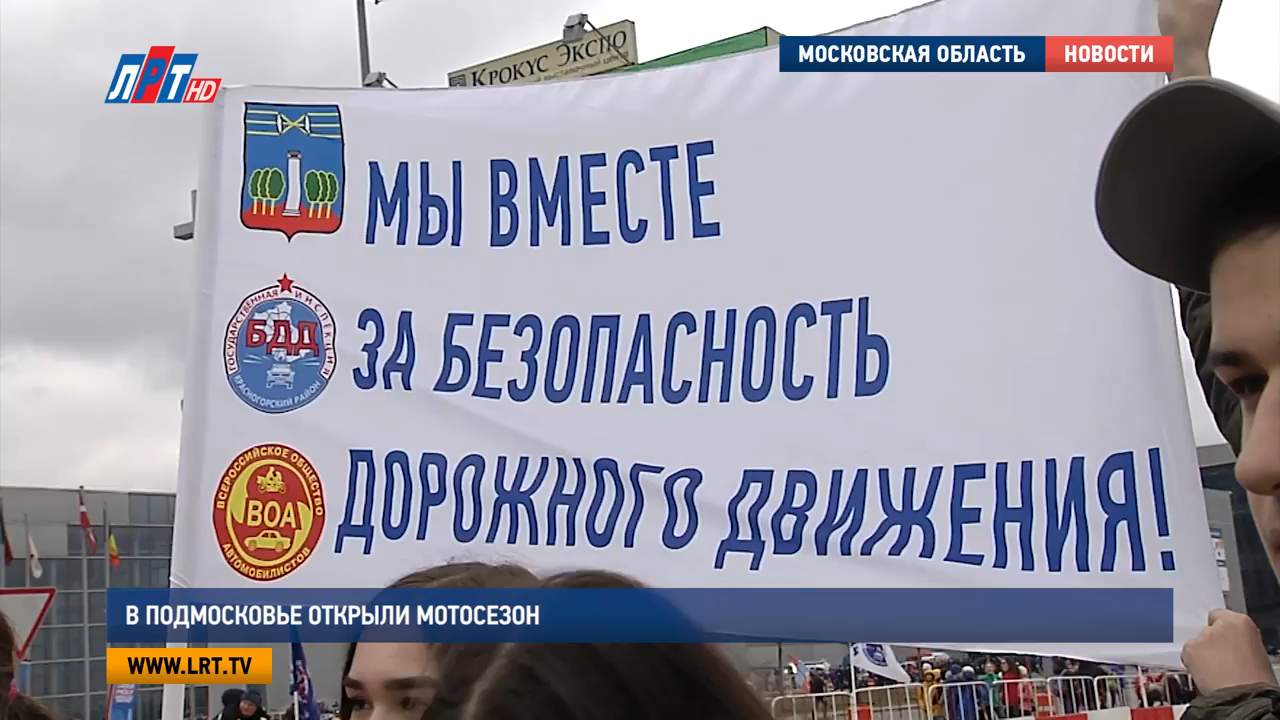 ЛРТ HD
МОСКОВСКАЯ ОБЛАСТЬ НОВОСТИ
КРОКУС ЭКСПО
МЫ ВМЕСТЕ
ГОСУДАРСТВЕННАЯ ИНСПЕКЦИЯ
БДД
КРАСНОГОРСКИЙ РАЙОН
ЗА БЕЗОПАСНОСТЬ
ВСЕРОССИЙСКОЕ ОБЩЕСТВО
ВОА
АВТОМОБИЛИСТОВ
ДОРОЖНОГО ДВИЖЕНИЯ!
В ПОДМОСКОВЬЕ ОТКРЫЛИ МОТОСЕЗОН
WWW.LRT.TV